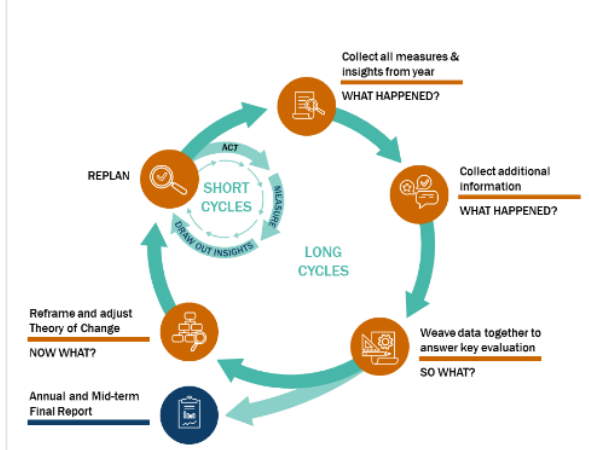 Collect all measures &
insights from year
WHAT HAPPENED?
REPLAN
ACT
MEASURE
DRAW OUT INSIGHTS
SHORT
CYCLES
Collect additional
information
WHAT HAPPENED?
LONG
CYCLES
Reframe and adjust
Theory of Change
NOW WHAT?
Weave data together to
answer key evaluation
SO WHAT?
Annual and Mid-term
Final Report